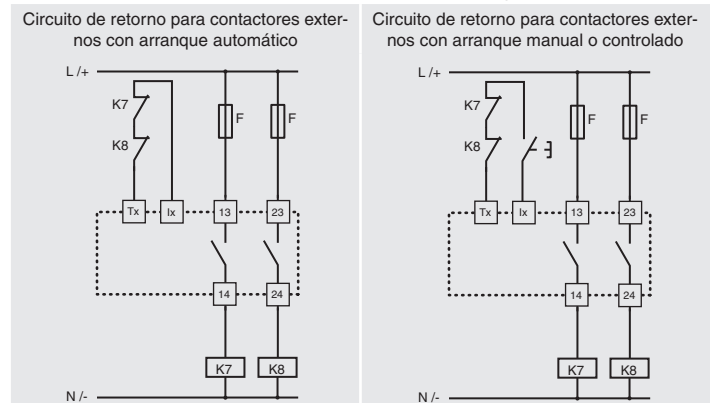 Circuito de retorno para contactores exter-
nos con arranque automático
L /+
K7
K8
F
F
Tx
Ix
13
23
14
24
K7
K8
N /-
Circuito de retorno para contactores exter-
nos con arranque manual o controlado
L /+
K7
K8
F
F
Tx
Ix
13
23
14
24
K7
K8
N /-